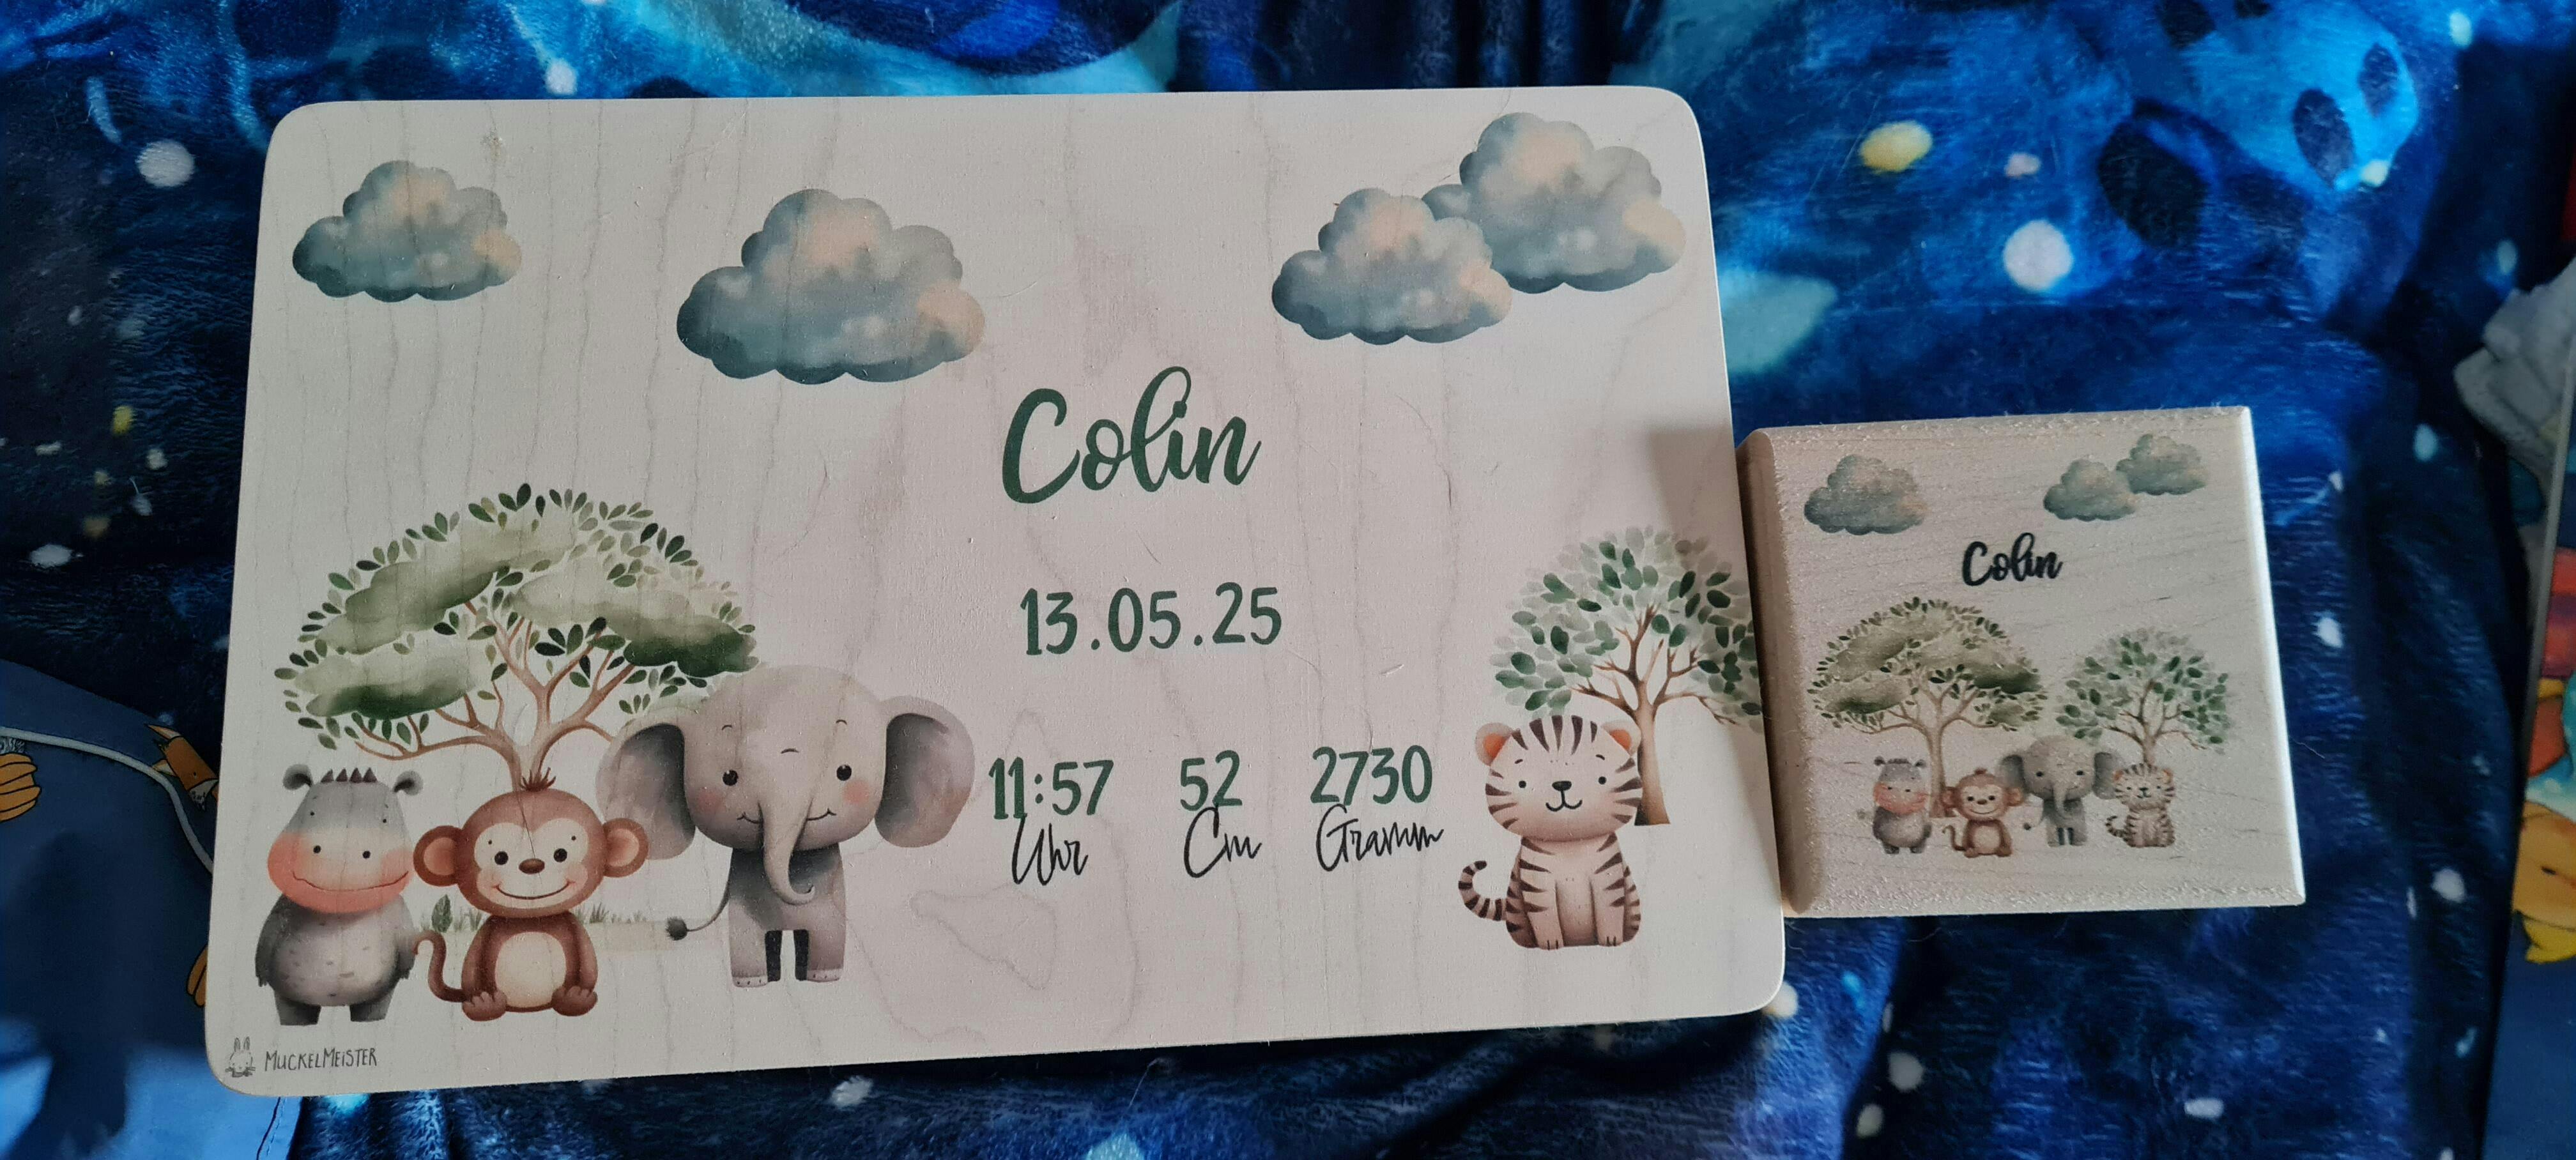 Colin
13.05.25
11:57 52 2730
Uhr Cm Gramm
MUCKELMEISTER
Colin